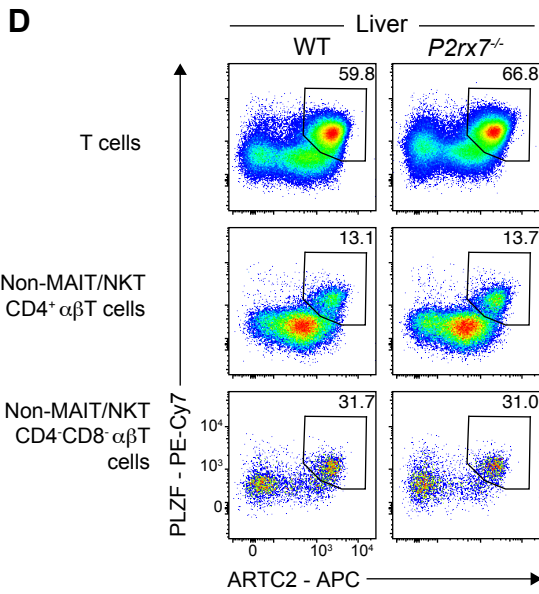 D
Liver
WT P2rx7-/-
T cells
59.8 66.8
Non-MAIT/NKT
CD4+ αβT cells
13.1 13.7
Non-MAIT/NKT
CD4-CD8- αβT
cells
31.7 31.0
PLZF - PE-Cy7
10⁴
10³
0
0 10³ 10⁴
ARTC2 - APC